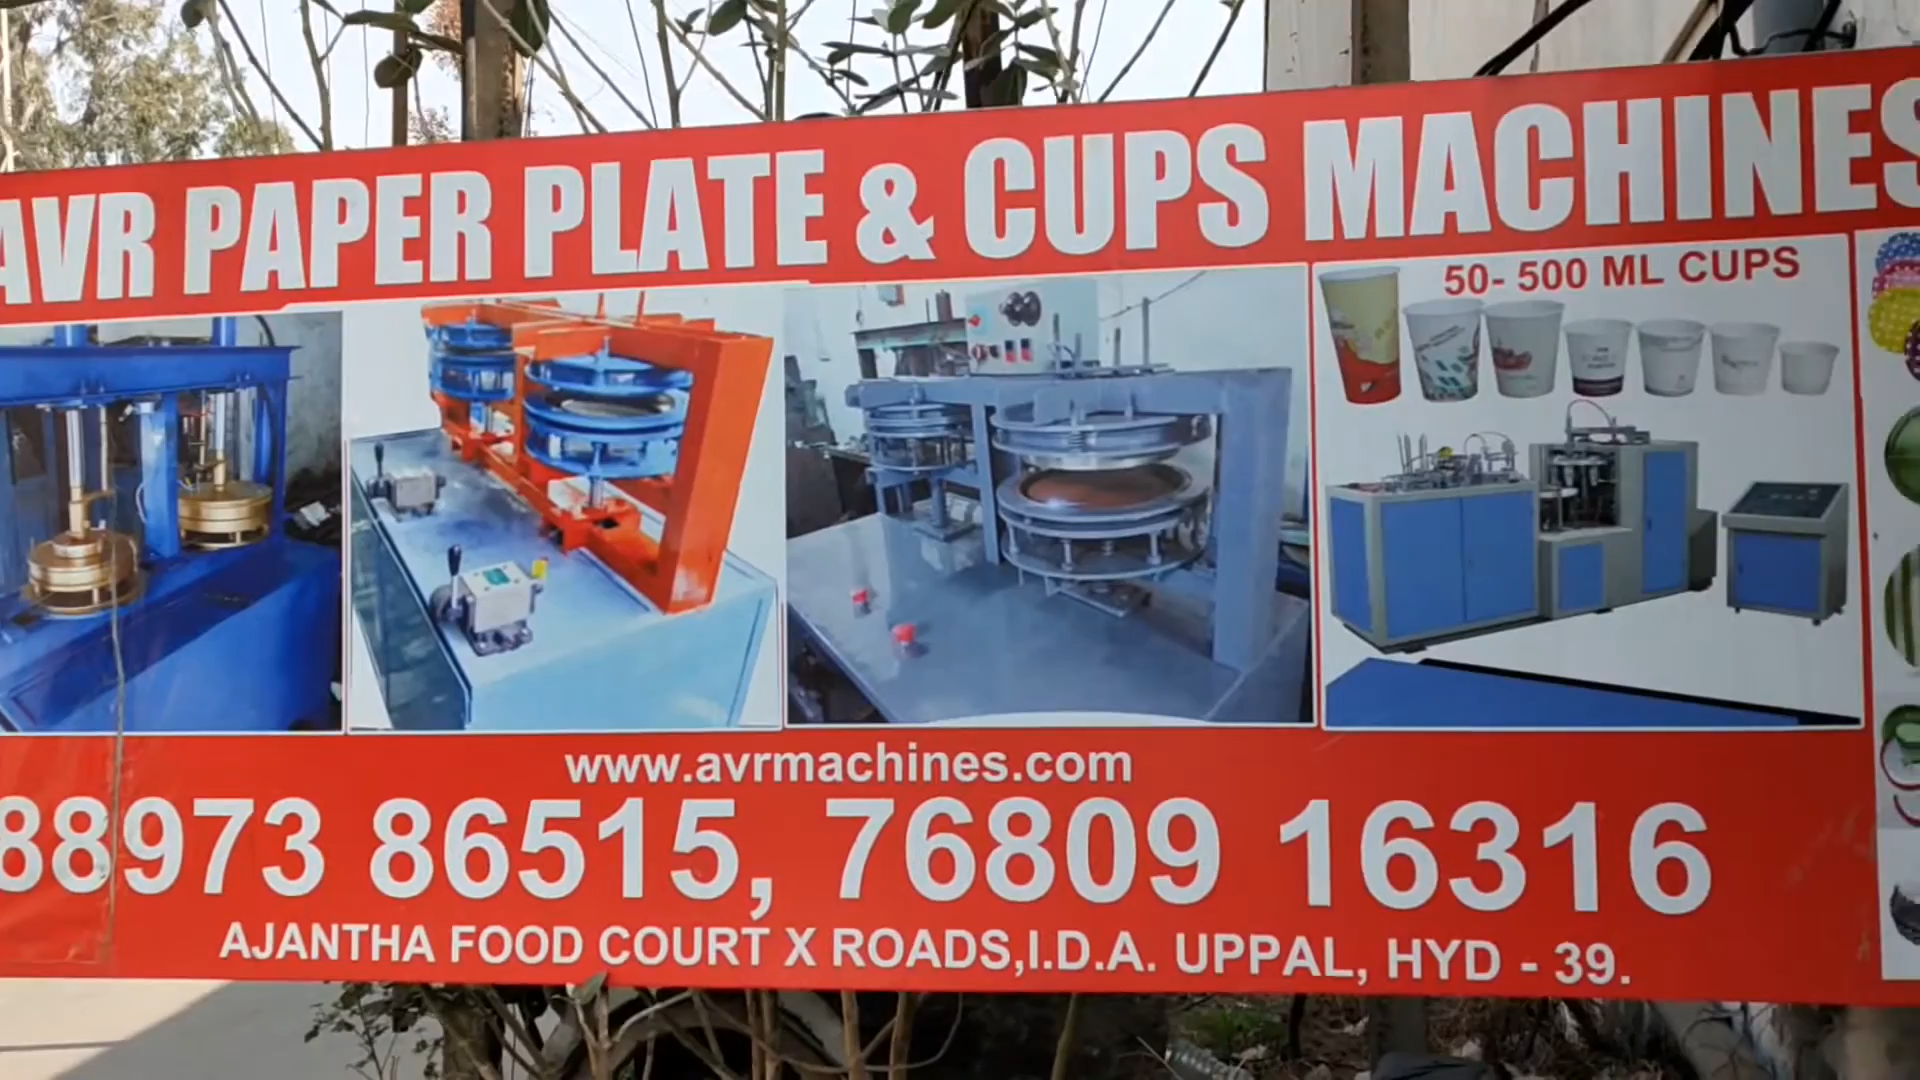 AVR PAPER PLATE & CUPS MACHINES
50- 500 ML CUPS
www.avrmachines.com
88973 86515, 76809 16316
AJANTHA FOOD COURT X ROADS,I.D.A. UPPAL, HYD - 39.